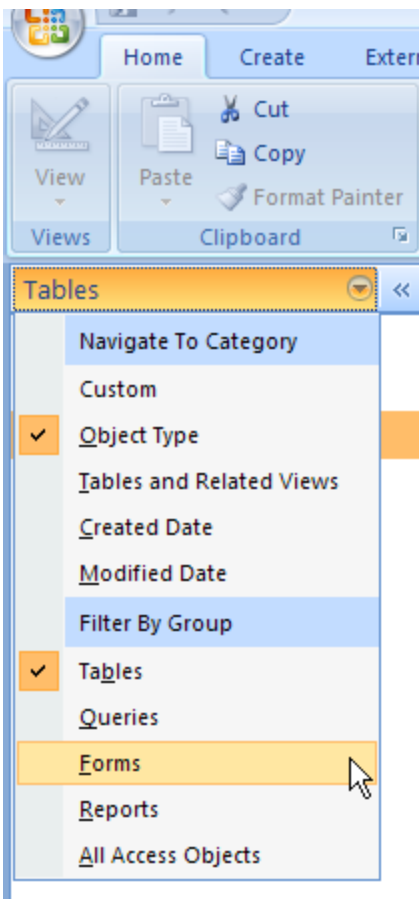 Home Create
View
Paste
Cut
Copy
Format Painter
Views Clipboard
Tables
Navigate To Category
Custom
Object Type
Tables and Related Views
Created Date
Modified Date
Filter By Group
Tables
Queries
Forms
Reports
All Access Objects